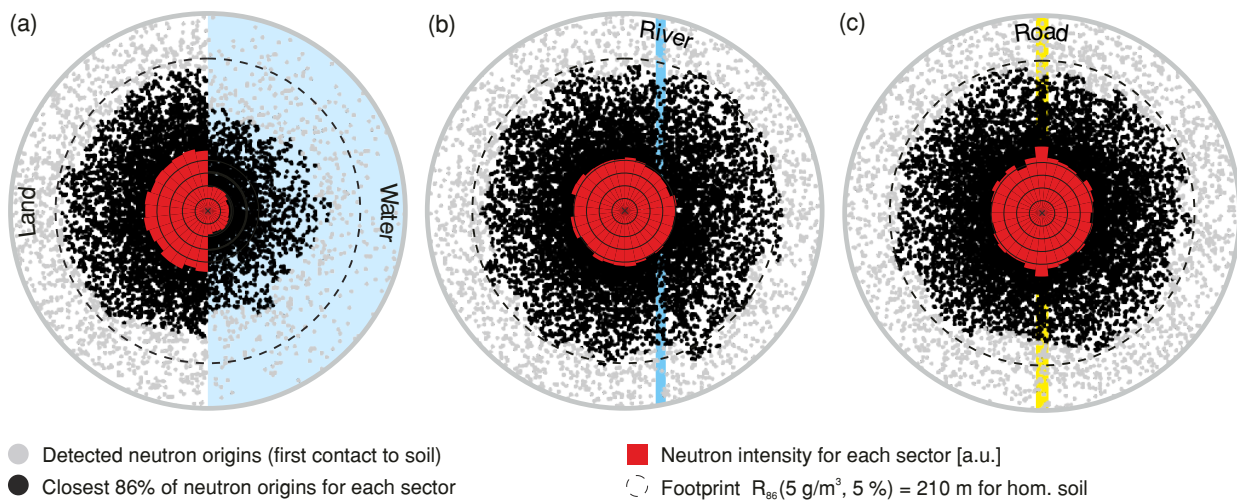 (a)
Land
Water
(b)
River
(c)
Road
Detected neutron origins (first contact to soil)
Closest 86% of neutron origins for each sector
Neutron intensity for each sector [a.u.]
Footprint R₈₆(5 g/m³, 5 %) = 210 m for hom. soil